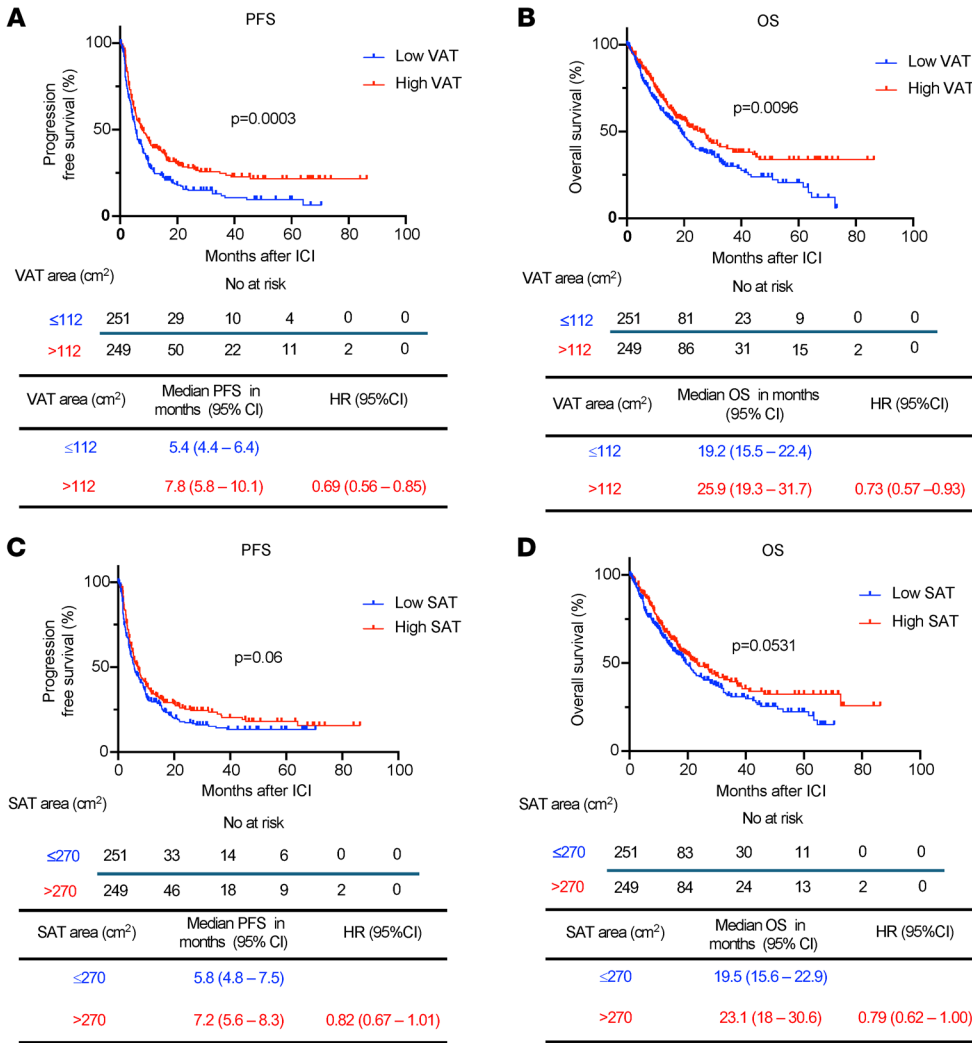 A
PFS
Progression
free survival (%)
100
50
0
0 20 40 60 80 100
Months after ICI
Low VAT
High VAT
p=0.0003
VAT area (cm²)
No at risk
≤112 251 29 10 4 0 0
>112 249 50 22 11 2 0
VAT area (cm²) Median PFS in months (95% CI) HR (95%CI)
≤112 5.4 (4.4 – 6.4)
>112 7.8 (5.8 – 10.1) 0.69 (0.56 – 0.85)
B
OS
Overall survival (%)
100
50
0
0 20 40 60 80 100
Months after ICI
Low VAT
High VAT
p=0.0096
VAT area (cm²)
No at risk
≤112 251 81 23 9 0 0
>112 249 86 31 15 2 0
VAT area (cm²) Median OS in months (95% CI) HR (95%CI)
≤112 19.2 (15.5 – 22.4)
>112 25.9 (19.3 – 31.7) 0.73 (0.57 –0.93)
C
PFS
Progression
free survival (%)
100
50
0
0 20 40 60 80 100
Months after ICI
Low SAT
High SAT
p=0.06
SAT area (cm²)
No at risk
≤270 251 33 14 6 0 0
>270 249 46 18 9 2 0
SAT area (cm²) Median PFS in months (95% CI) HR (95%CI)
≤270 5.8 (4.8 – 7.5)
>270 7.2 (5.6 – 8.3) 0.82 (0.67 – 1.01)
D
OS
Overall survival (%)
100
50
0
0 20 40 60 80 100
Months after ICI
Low SAT
High SAT
p=0.0531
SAT area (cm²)
No at risk
≤270 251 83 30 11 0 0
>270 249 84 24 13 2 0
SAT area (cm²) Median OS in months (95% CI) HR (95%CI)
≤270 19.5 (15.6 – 22.9)
>270 23.1 (18 – 30.6) 0.79 (0.62 – 1.00)